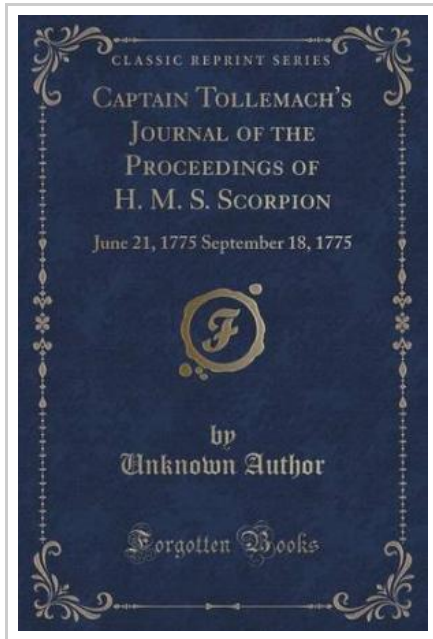 CLASSIC REPRINT SERIES
CAPTAIN TOLLEMACH'S
JOURNAL OF THE
PROCEEDINGS OF
H. M. S. SCORPION
June 21, 1775 September 18, 1775
F
by
Unknown Author
Forgotten Books